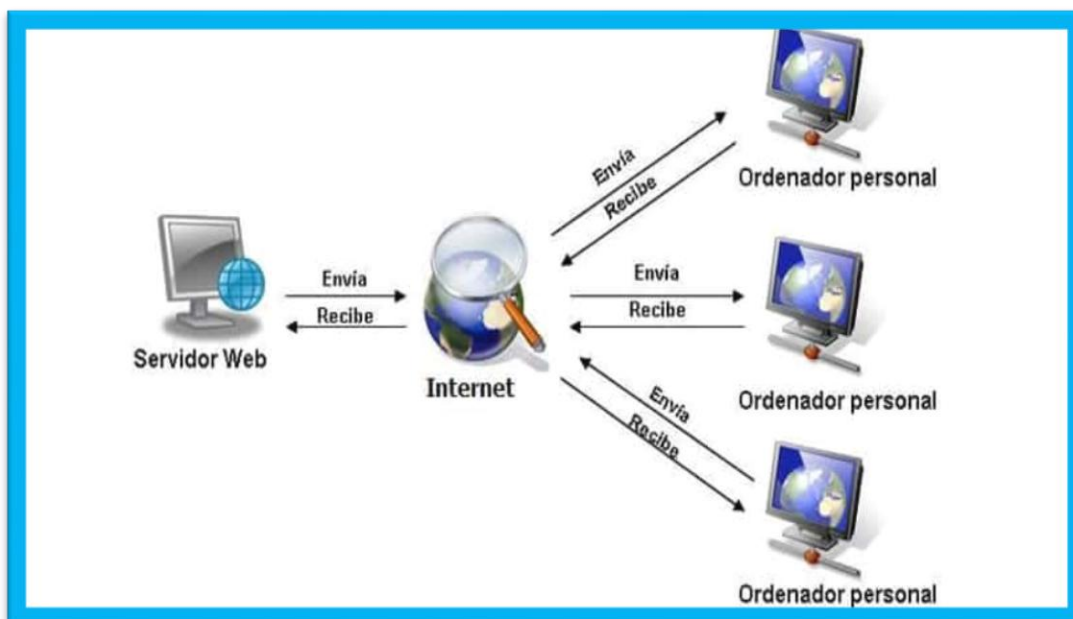 Envía
Recibe
Ordenador personal
Envía
Recibe
Servidor Web
Internet
Envía
Recibe
Ordenador personal
Envía
Recibe
Ordenador personal